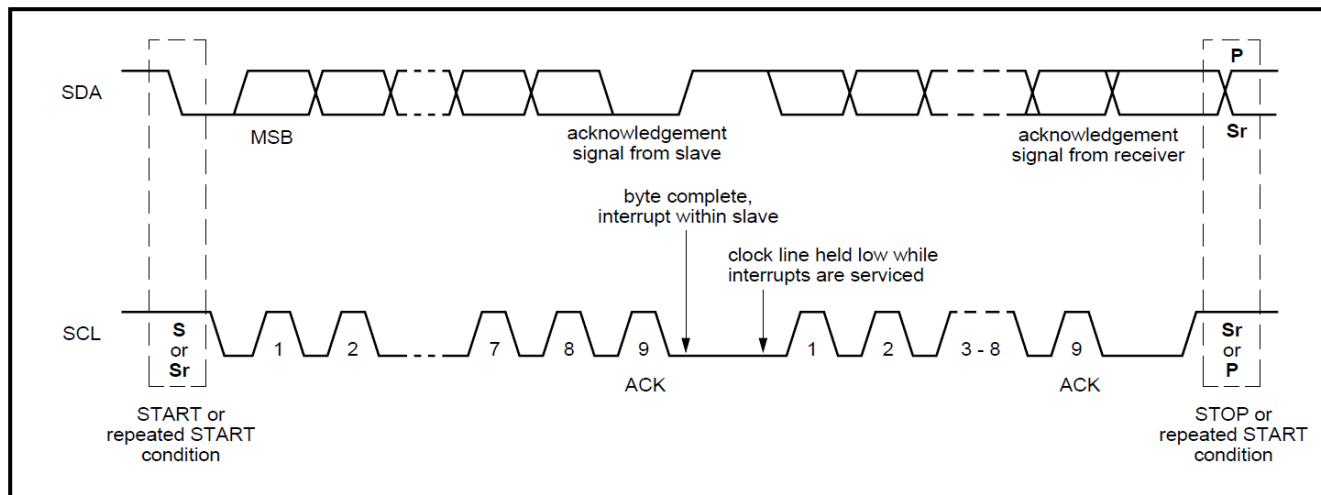 P
SDA
MSB
acknowledgement
signal from slave
acknowledgement
signal from receiver
Sr
byte complete,
interrupt within slave
clock line held low while
interrupts are serviced
SCL
S
or
Sr
1
2
7
8
9
1
2
3 - 8
9
Sr
or
P
ACK
ACK
START or
repeated START
condition
STOP or
repeated START
condition